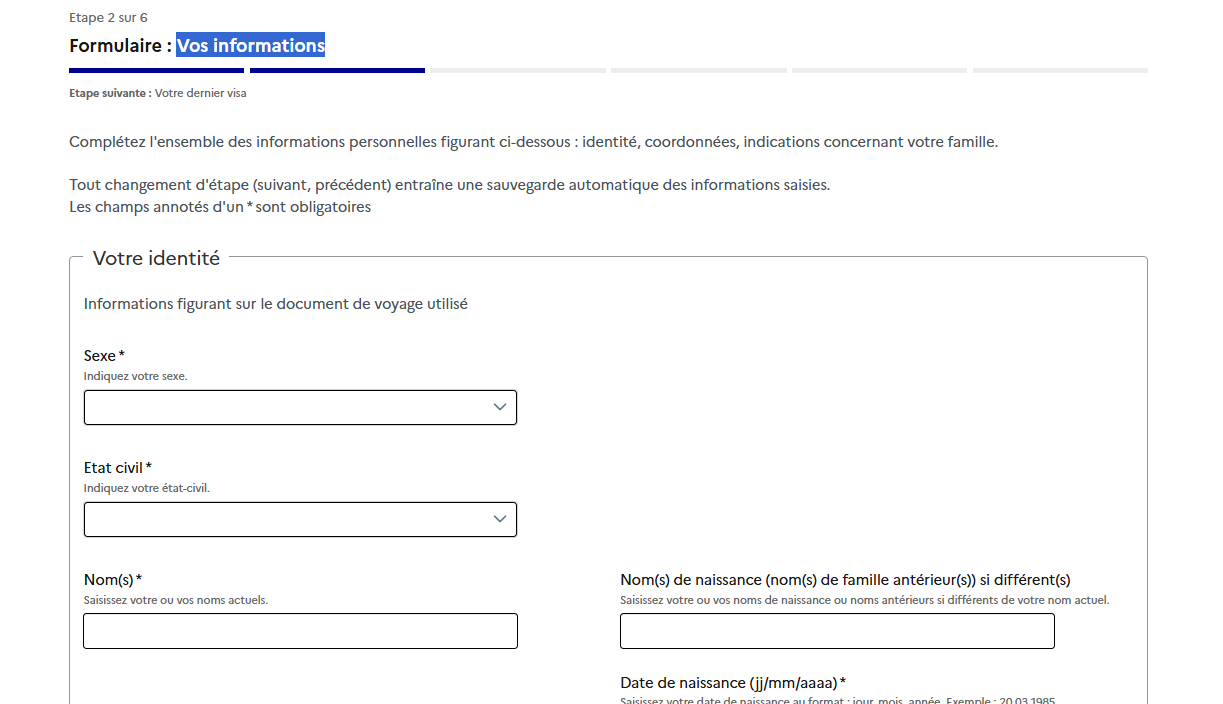 Etape 2 sur 6
Formulaire : Vos informations
Etape suivante : Votre dernier visa
Complétez l'ensemble des informations personnelles figurant ci-dessous : identité, coordonnées, indications concernant votre famille.
Tout changement d'étape (suivant, précédent) entraîne une sauvegarde automatique des informations saisies.
Les champs annotés d'un * sont obligatoires
Votre identité
Informations figurant sur le document de voyage utilisé
Sexe *
Indiquez votre sexe.
Etat civil *
Indiquez votre état-civil.
Nom(s) *
Saisissez votre ou vos noms actuels.
Nom(s) de naissance (nom(s) de famille antérieur(s)) si différent(s)
Saisissez votre ou vos noms de naissance ou noms antérieurs si différents de votre nom actuel.
Date de naissance (jj/mm/aaaa) *
Saisissez votre date de naissance au format : jour, mois, année. Exemple : 20.03.1985